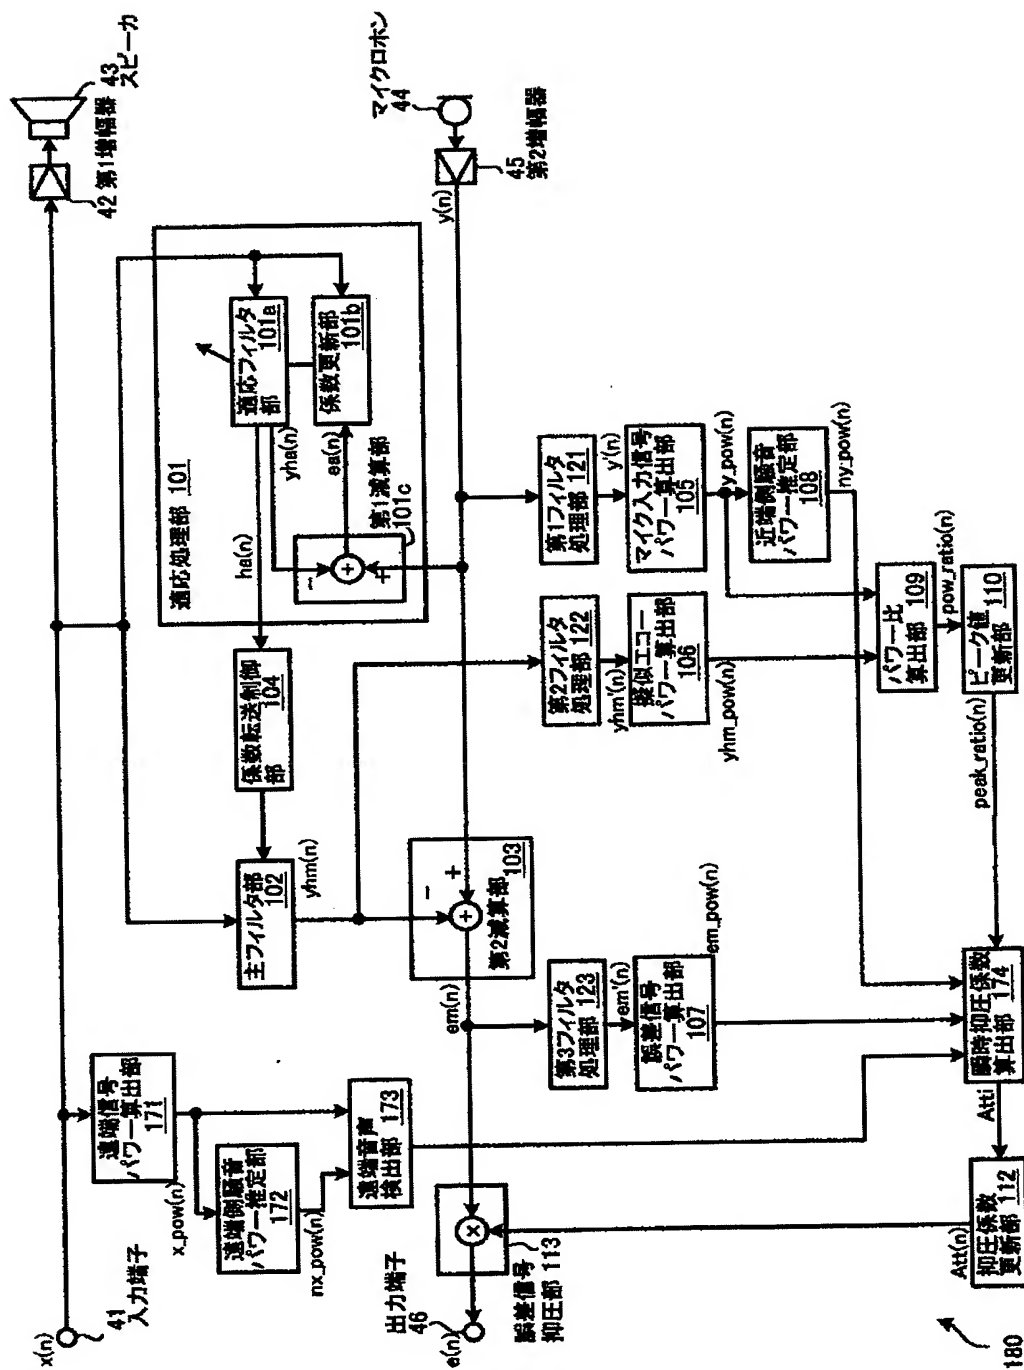 x(n)
41
入力端子
遠端信号
パワー算出部
171
x_pow(n)
遠端側騒音
パワー推定部
172
nx_pow(n)
遠端音声
検出部 173
42 第1増幅器
43
スピーカ
適応処理部 101
適応フィルタ
部 101a
係数更新部
101b
yha(n)
ea(n)
第1減算部
101c
−
+
+
ha(n)
係数転送制御
部 104
主フィルタ部
102
yhm(n)
マイクロホン
44
45
第2増幅器
y(n)
−
+
+
第2減算部 103
em(n)
第1フィルタ
処理部 121
y'(n)
マイク入力信号
パワー算出部
105
y_pow(n)
近端側騒音
パワー推定部
108
ny_pow(n)
第2フィルタ
処理部 122
yhm'(n)
擬似エコー
パワー算出部
106
yhm_pow(n)
第3フィルタ
処理部 123
em'(n)
誤差信号
パワー算出部
107
em_pow(n)
パワー比
算出部 109
pow_ratio(n)
ピーク値
更新部 110
peak_ratio(n)
瞬時抑圧係数
算出部 174
Atti
抑圧係数
更新部 112
Att(n)
×
誤差信号
抑圧部 113
出力端子
46
e(n)
180